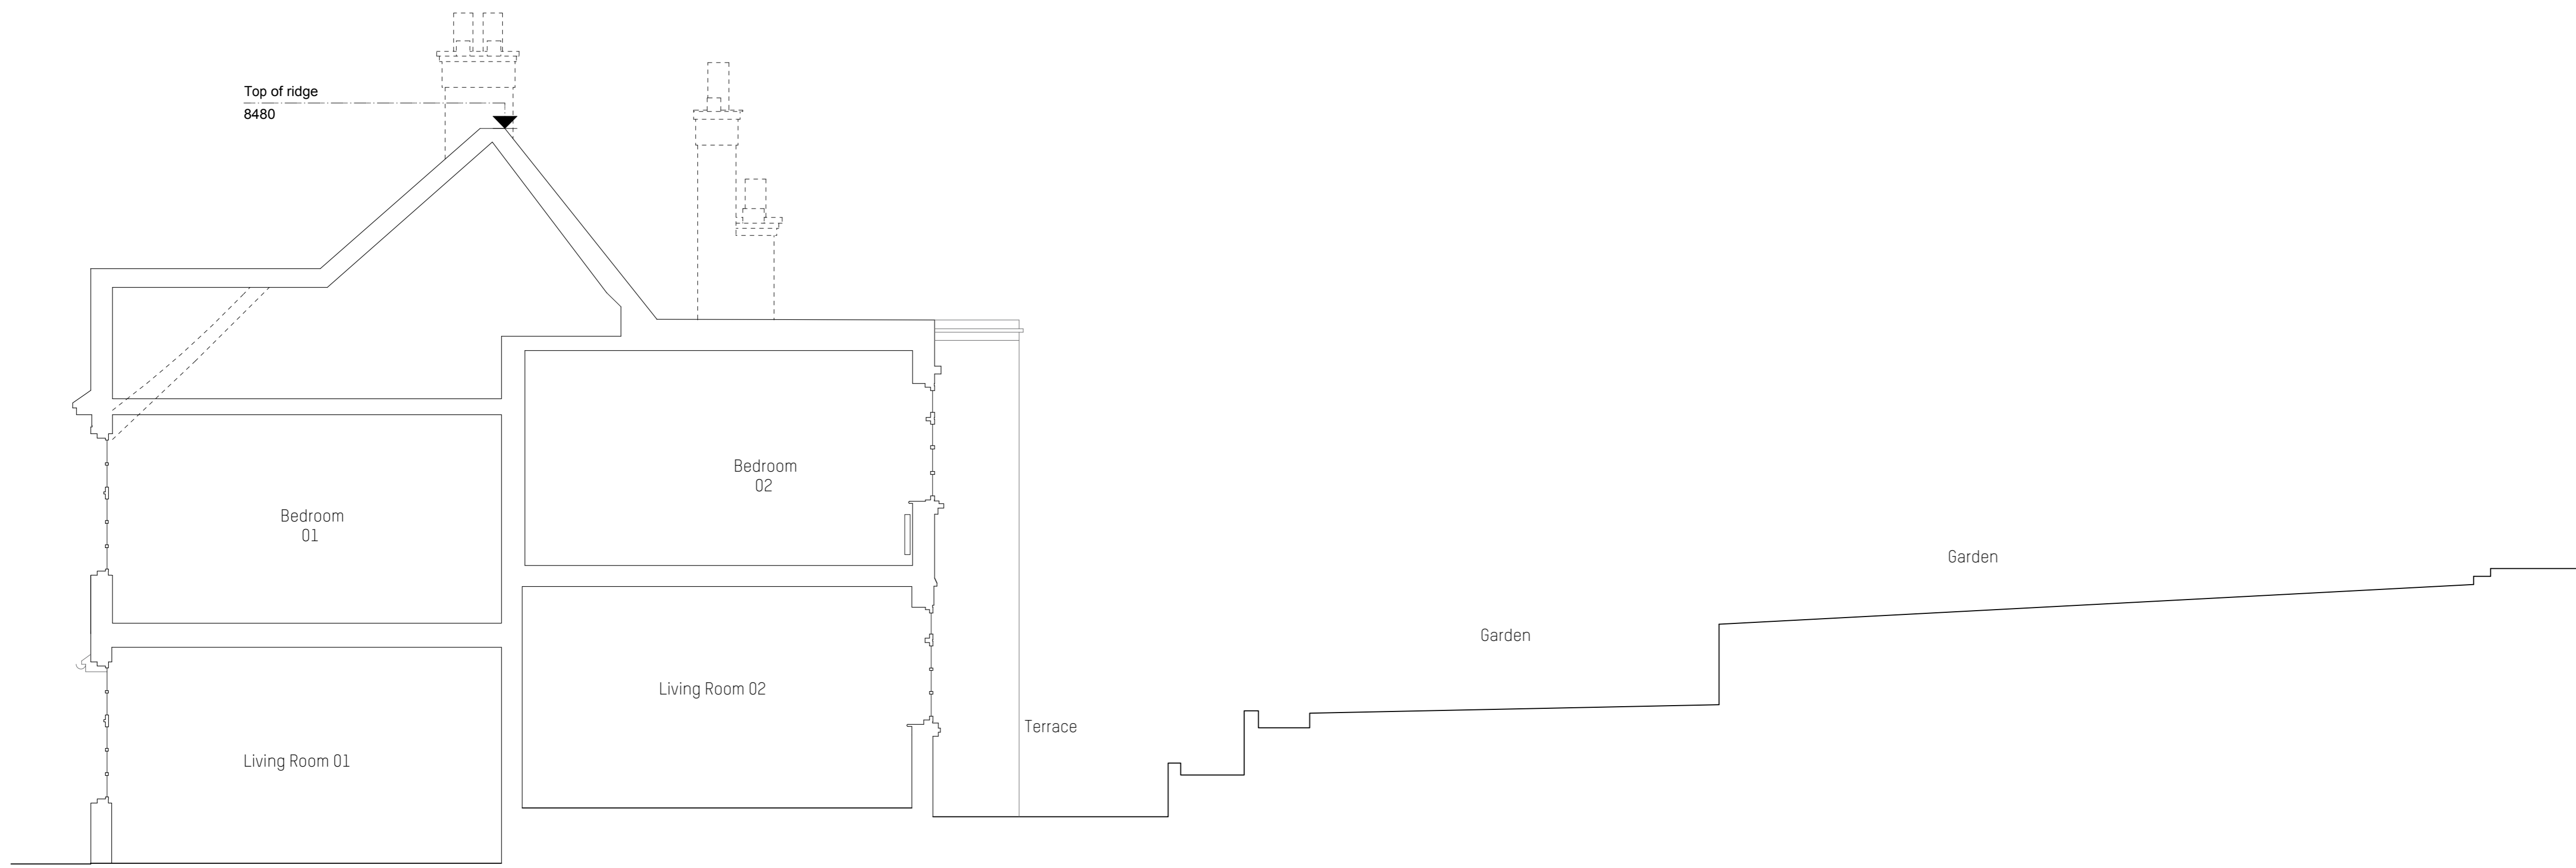 Top of ridge
8480
Bedroom
02
Bedroom
01
Garden
Garden
Living Room 02
Terrace
Living Room 01